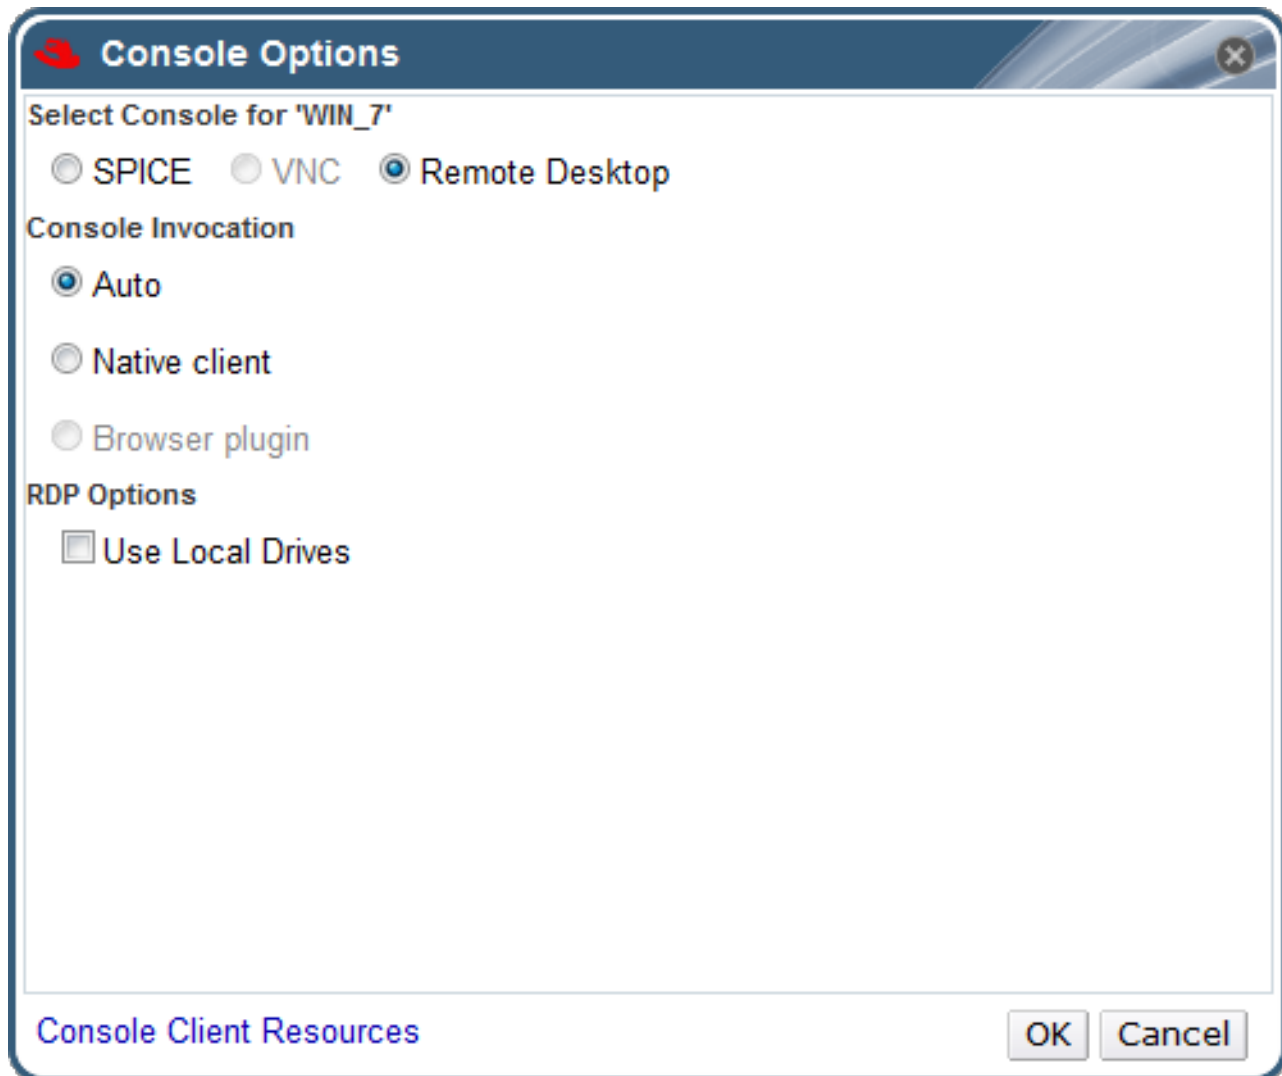 Console Options
Select Console for 'WIN_7'
SPICE VNC Remote Desktop
Console Invocation
Auto
Native client
Browser plugin
RDP Options
Use Local Drives
Console Client Resources OK Cancel